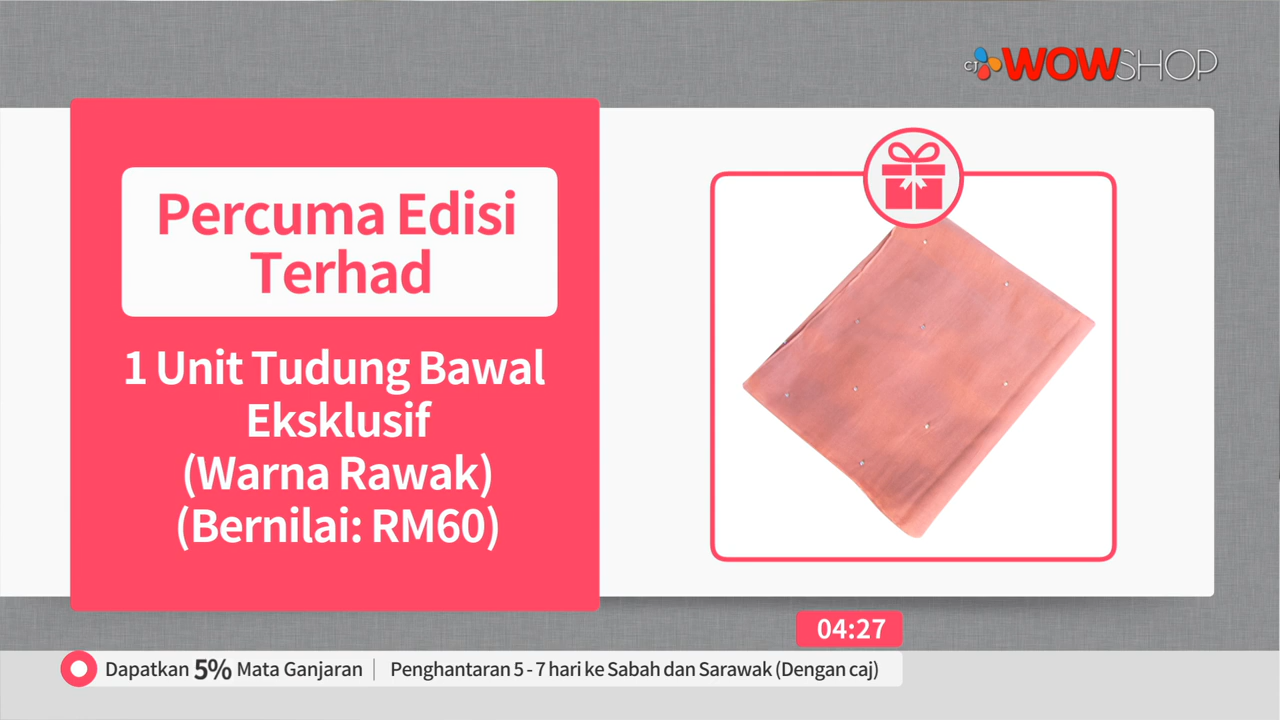 CJ WOWSHOP
Percuma Edisi
Terhad
1 Unit Tudung Bawal
Eksklusif
(Warna Rawak)
(Bernilai: RM60)
04:27
Dapatkan 5% Mata Ganjaran | Penghantaran 5 - 7 hari ke Sabah dan Sarawak (Dengan caj)